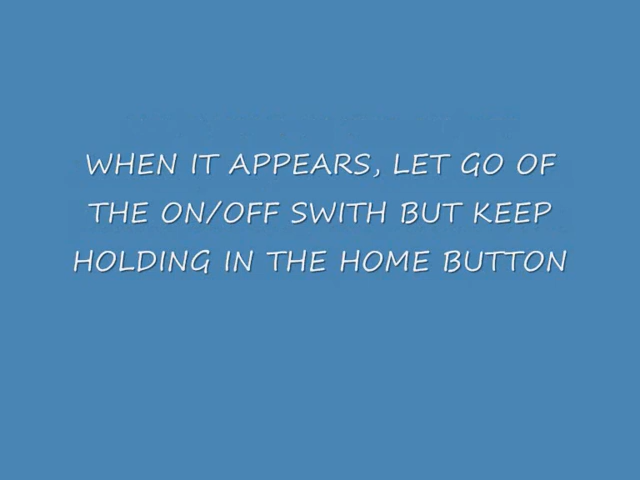 WHEN IT APPEARS, LET GO OF
THE ON/OFF SWITH BUT KEEP
HOLDING IN THE HOME BUTTON